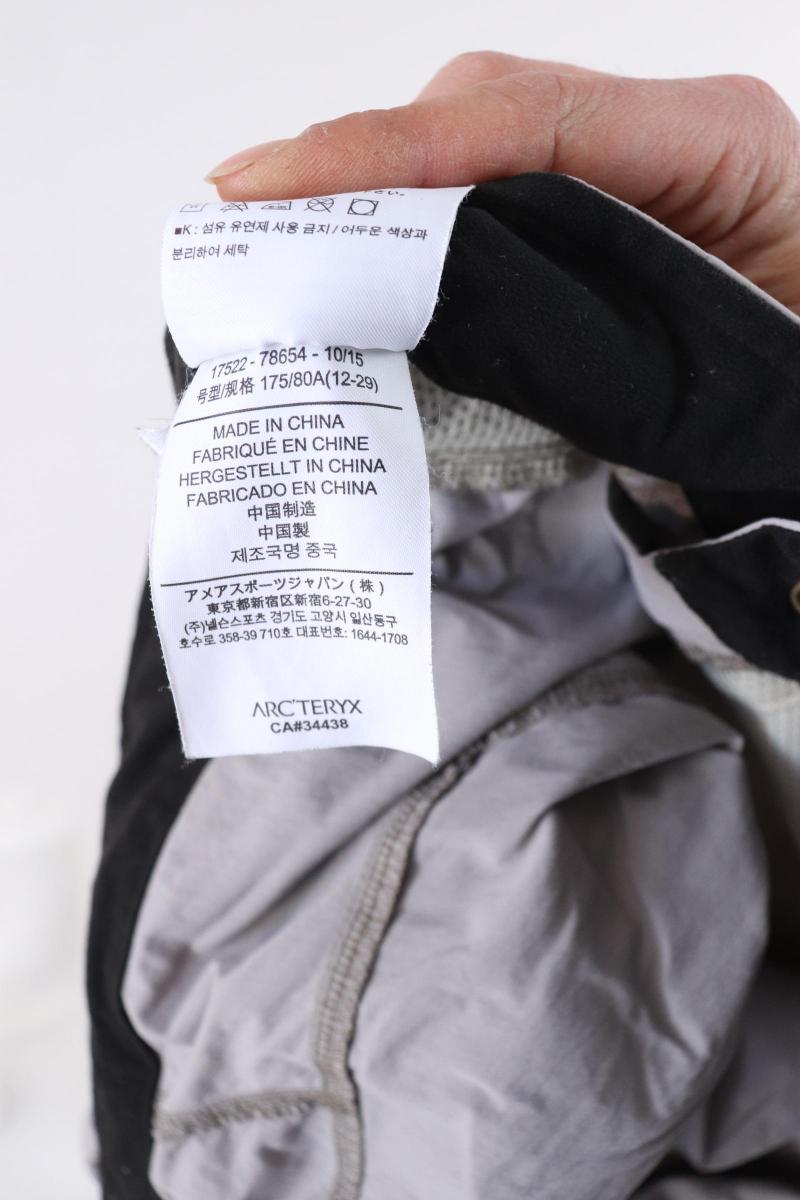 さい。
■K : 섬유 유연제 사용 금지 / 어두운 색상과
분리하여 세탁
17522 - 78654 - 10/15
号型/规格 175/80A(12-29)
MADE IN CHINA
FABRIQUÉ EN CHINE
HERGESTELLT IN CHINA
FABRICADO EN CHINA
中国制造
中国製
제조국명 중국
アメアスポーツジャパン ( 株 )
東京都新宿区新宿6-27-30
(주)넬슨스포츠 경기도 고양시 일산동구
호수로 358-39 710호 대표번호: 1644-1708
ARC'TERYX
CA#34438